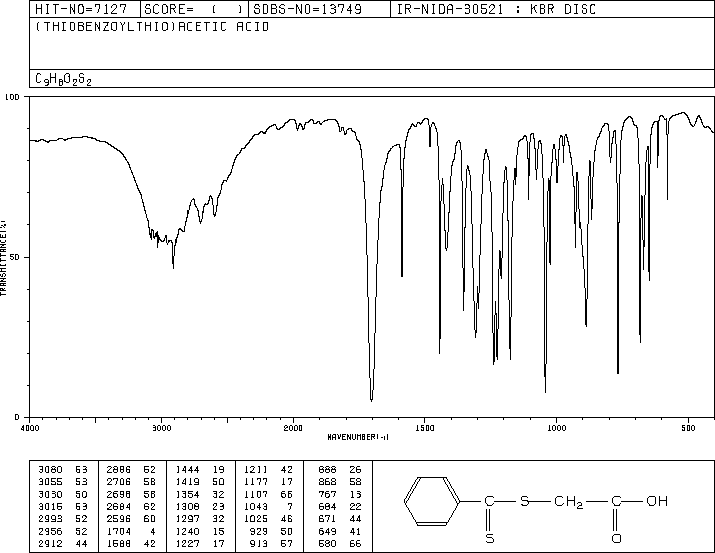 HIT-NO=7127 SCORE= ( ) SDBS-NO=13749 IR-NIDA-30521 : KBR DISC
(THIOBENZOYLTHIO)ACETIC ACID
C9H8O2S2
100
50
0
TRANSMITTANCE(%)
4000 3000 2000 1500 1000 500
WAVENUMBER(-1)
3080 53 2886 52 1444 19 1211 42 888 26
3055 53 2706 58 1419 50 1177 17 868 58
3030 50 2698 58 1354 32 1107 66 767 13
3015 53 2684 62 1308 23 1043 7 684 22
2993 52 2596 60 1297 32 1025 46 671 44
2956 52 1704 4 1240 15 929 50 649 41
2912 44 1588 42 1227 17 913 57 580 66
C S CH2 C OH
S O